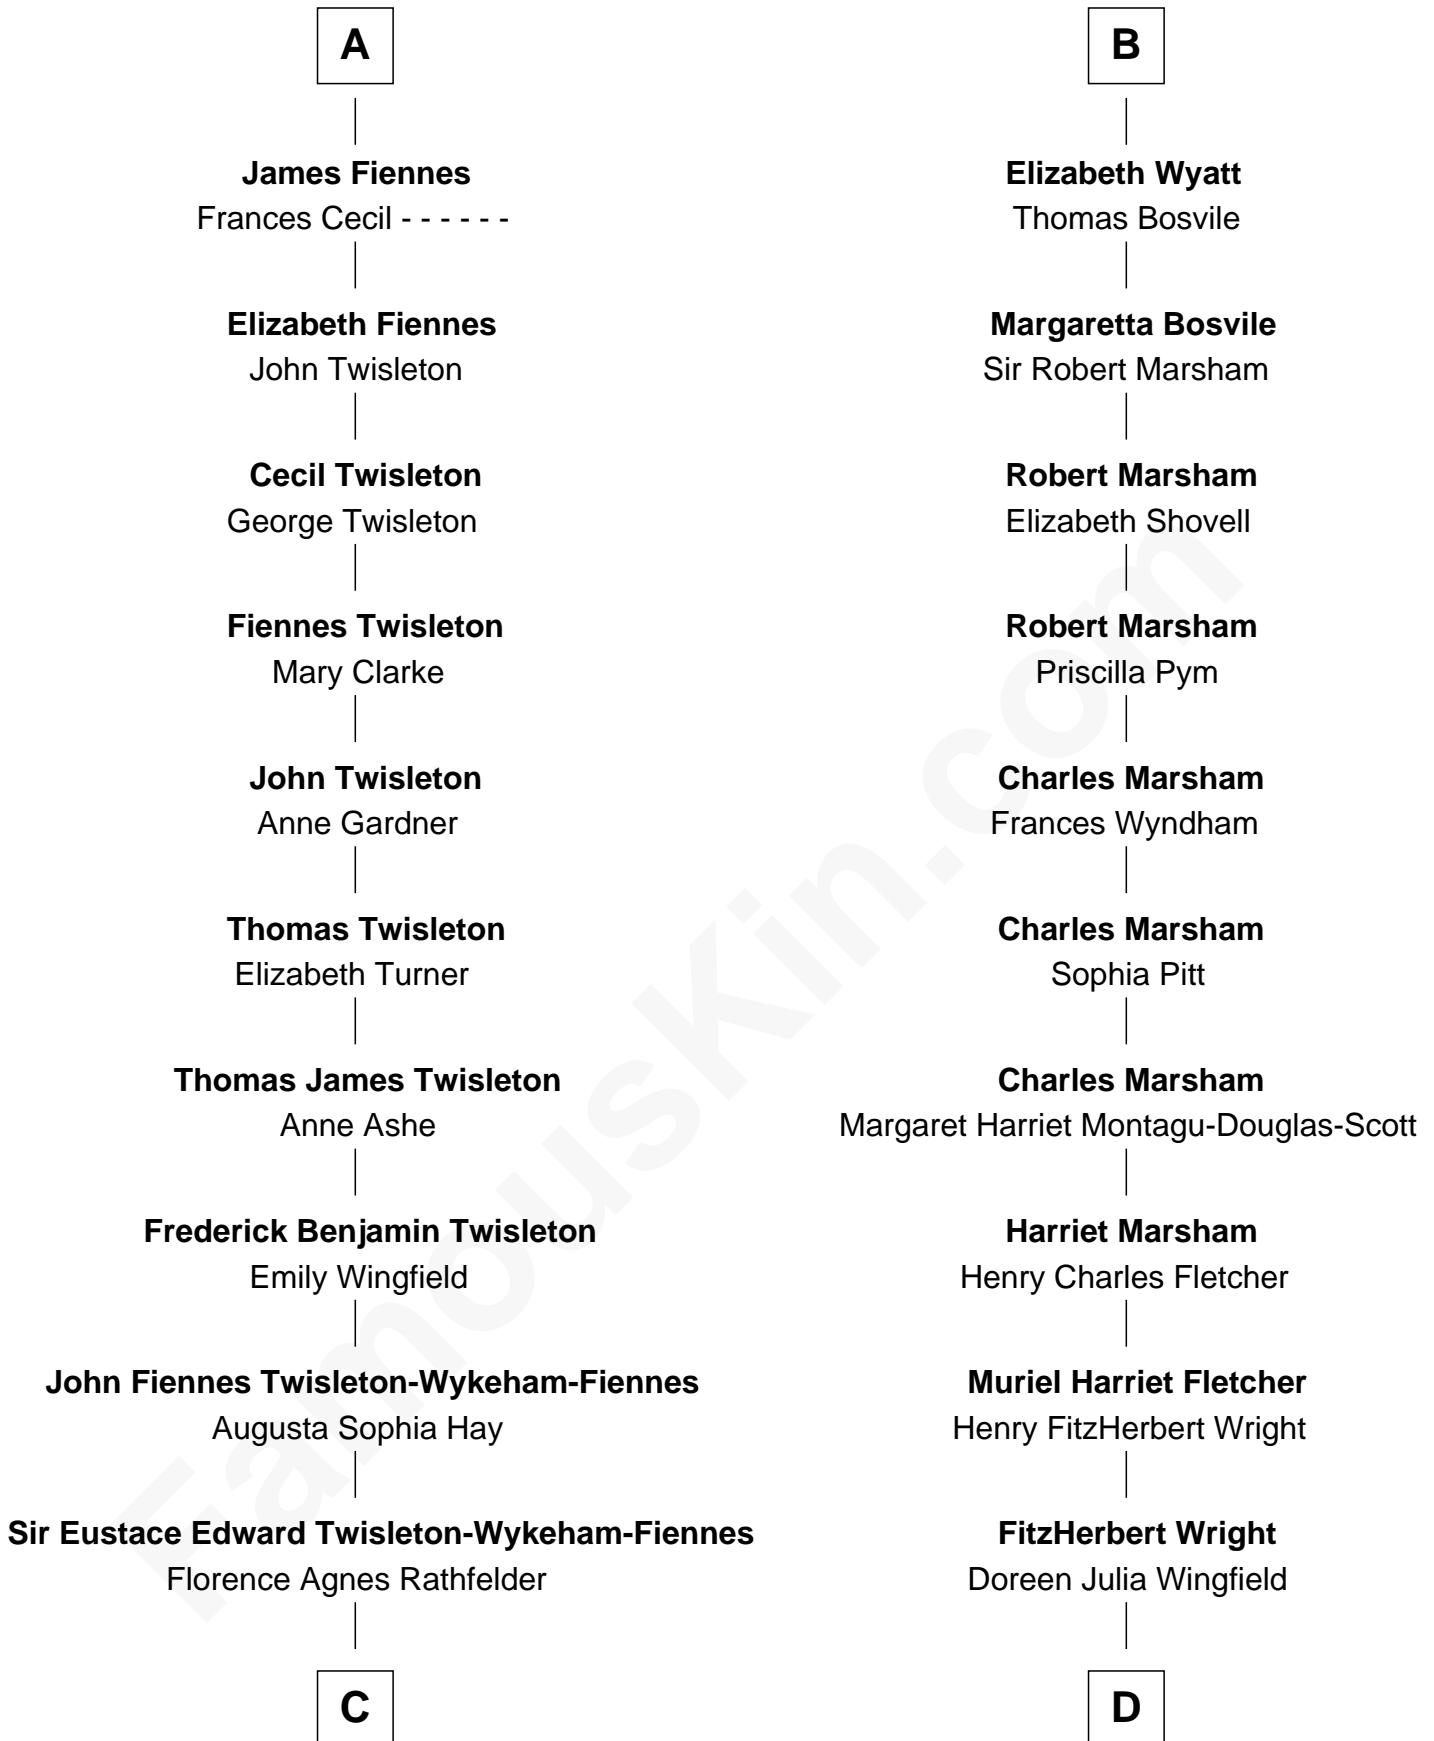 A
James Fiennes
Frances Cecil - - - - - -
Elizabeth Fiennes
John Twisleton
Cecil Twisleton
George Twisleton
Fiennes Twisleton
Mary Clarke
John Twisleton
Anne Gardner
Thomas Twisleton
Elizabeth Turner
Thomas James Twisleton
Anne Ashe
Frederick Benjamin Twisleton
Emily Wingfield
John Fiennes Twisleton-Wykeham-Fiennes
Augusta Sophia Hay
Sir Eustace Edward Twisleton-Wykeham-Fiennes
Florence Agnes Rathfelder
C
B
Elizabeth Wyatt
Thomas Bosvile
Margaretta Bosvile
Sir Robert Marsham
Robert Marsham
Elizabeth Shovell
Robert Marsham
Priscilla Pym
Charles Marsham
Frances Wyndham
Charles Marsham
Sophia Pitt
Charles Marsham
Margaret Harriet Montagu-Douglas-Scott
Harriet Marsham
Henry Charles Fletcher
Muriel Harriet Fletcher
Henry FitzHerbert Wright
FitzHerbert Wright
Doreen Julia Wingfield
D
FamousKin.com